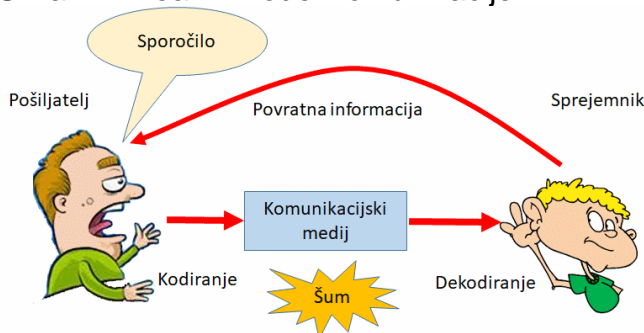 Sporočilo
Pošiljatelj
Povratna informacija
Sprejemnik
Komunikacijski
medij
Kodiranje
Šum
Dekodiranje